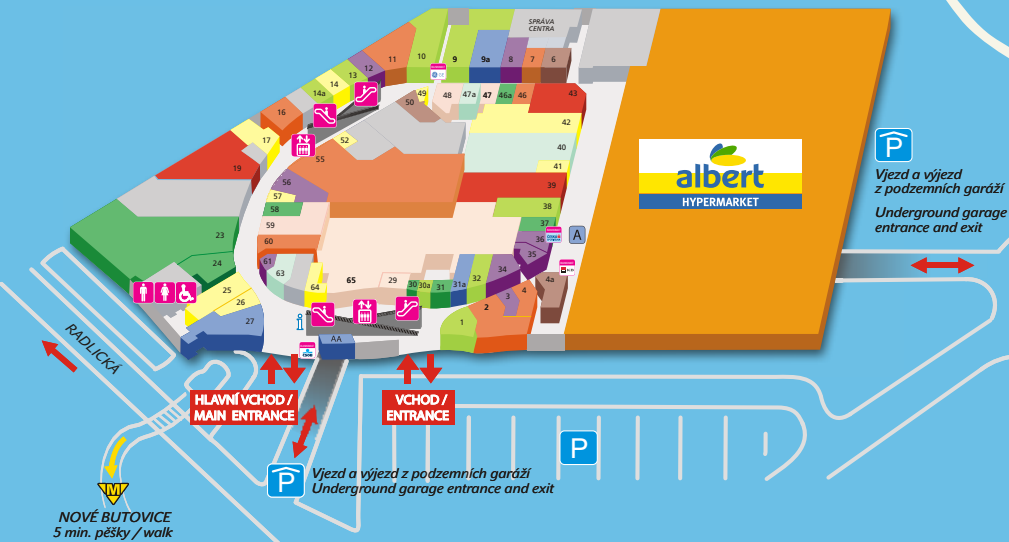 SPRÁVA
CENTRA
11
10
9
9a
8
7
6
12
13
14
14a
16
17
19
49
50
48
47a
47
46a
46
43
42
40
41
39
38
37
36
35
34
52
55
56
57
58
59
60
61
63
64
65
29
30
30a
31
31a
32
23
24
25
26
27
1
2
3
4
4a
A
AA
i
albert
HYPERMARKET
P
Vjezd a výjezd
z podzemních garáží
Underground garage
entrance and exit
RADLICKÁ
HLAVNÍ VCHOD /
MAIN ENTRANCE
VCHOD /
ENTRANCE
P
P
Vjezd a výjezd z podzemních garáží
Underground garage entrance and exit
M
NOVÉ BUTOVICE
5 min. pěšky / walk